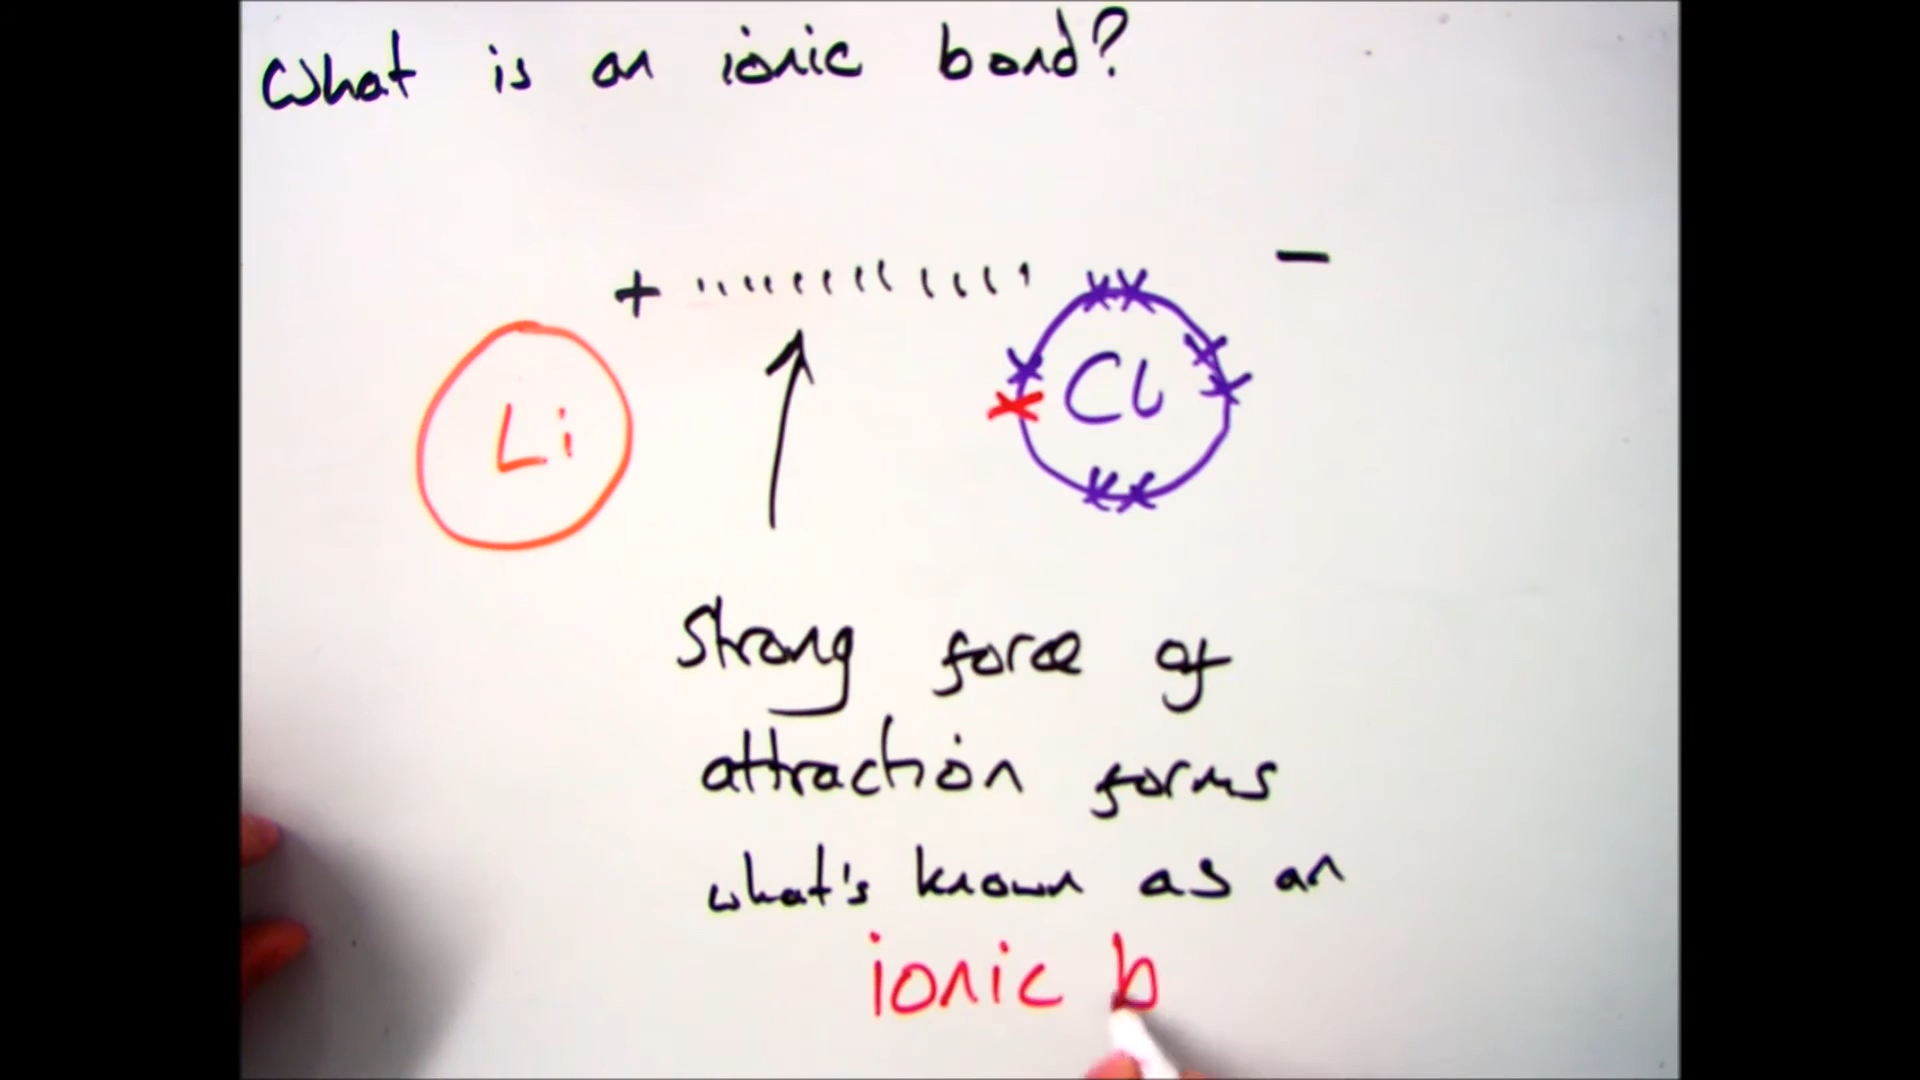 What is an ionic bond?
+ −
Li Cl
Strong force of
attraction forms
what's known as an
ionic b